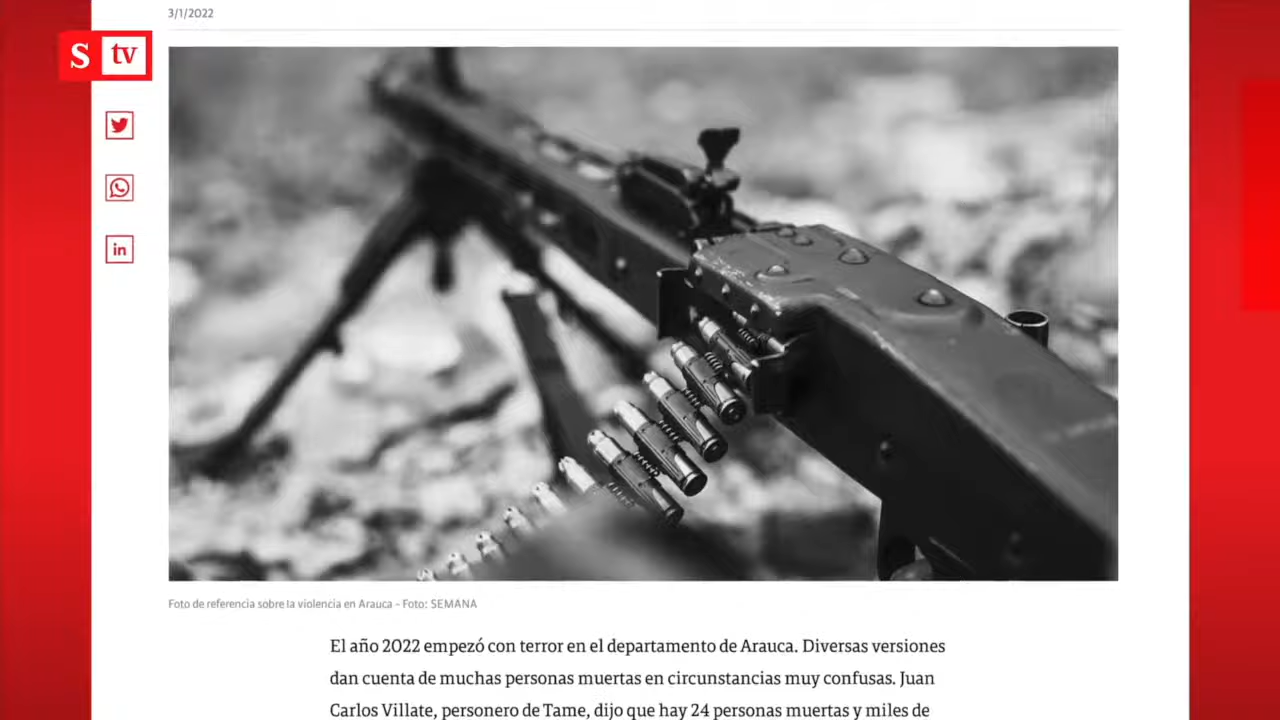 3/1/2022
S tv
in
Foto de referencia sobre la violencia en Arauca - Foto: SEMANA
El año 2022 empezó con terror en el departamento de Arauca. Diversas versiones
dan cuenta de muchas personas muertas en circunstancias muy confusas. Juan
Carlos Villate, personero de Tame, dijo que hay 24 personas muertas y miles de